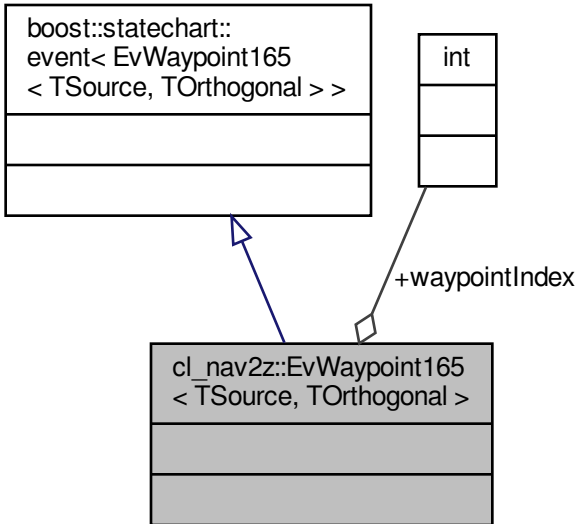 boost::statechart::
event< EvWaypoint165
< TSource, TOrthogonal > >
int
+waypointIndex
cl_nav2z::EvWaypoint165
< TSource, TOrthogonal >